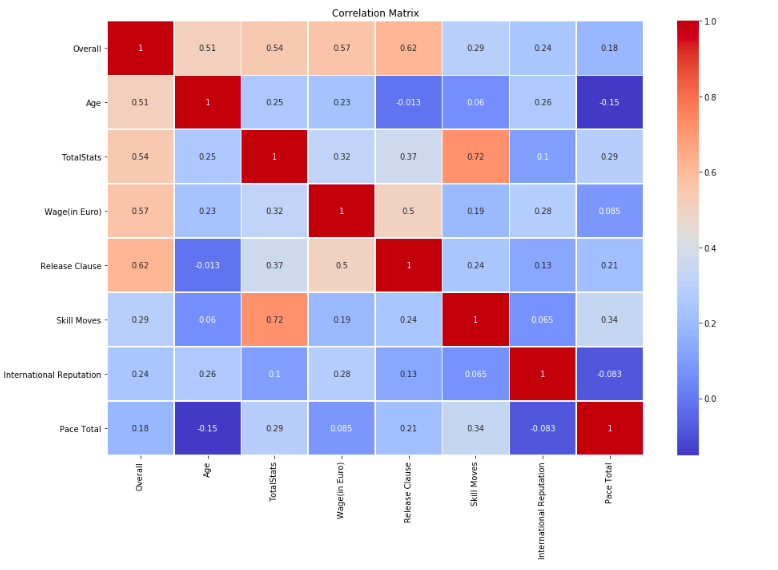 Correlation Matrix
Overall 1 0.51 0.54 0.57 0.62 0.29 0.24 0.18
Age 0.51 1 0.25 0.23 -0.013 0.06 0.26 -0.15
TotalStats 0.54 0.25 1 0.32 0.37 0.72 0.1 0.29
Wage(in Euro) 0.57 0.23 0.32 1 0.5 0.19 0.28 0.085
Release Clause 0.62 -0.013 0.37 0.5 1 0.24 0.13 0.21
Skill Moves 0.29 0.06 0.72 0.19 0.24 1 0.065 0.34
International Reputation 0.24 0.26 0.1 0.28 0.13 0.065 1 -0.083
Pace Total 0.18 -0.15 0.29 0.085 0.21 0.34 -0.083 1
Overall
Age
TotalStats
Wage(in Euro)
Release Clause
Skill Moves
International Reputation
Pace Total
1.0
0.8
0.6
0.4
0.2
0.0